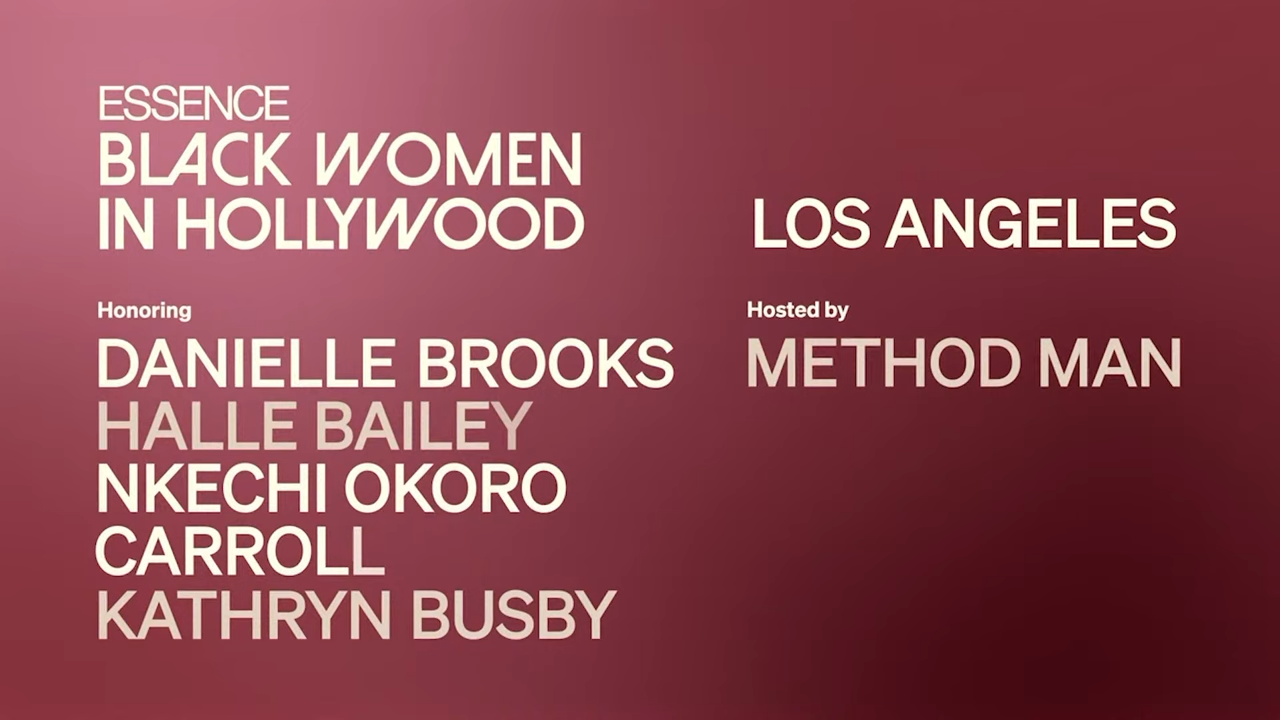 ESSENCE
BLACK WOMEN
IN HOLLYWOOD
LOS ANGELES
Honoring
DANIELLE BROOKS
HALLE BAILEY
NKECHI OKORO
CARROLL
KATHRYN BUSBY
Hosted by
METHOD MAN